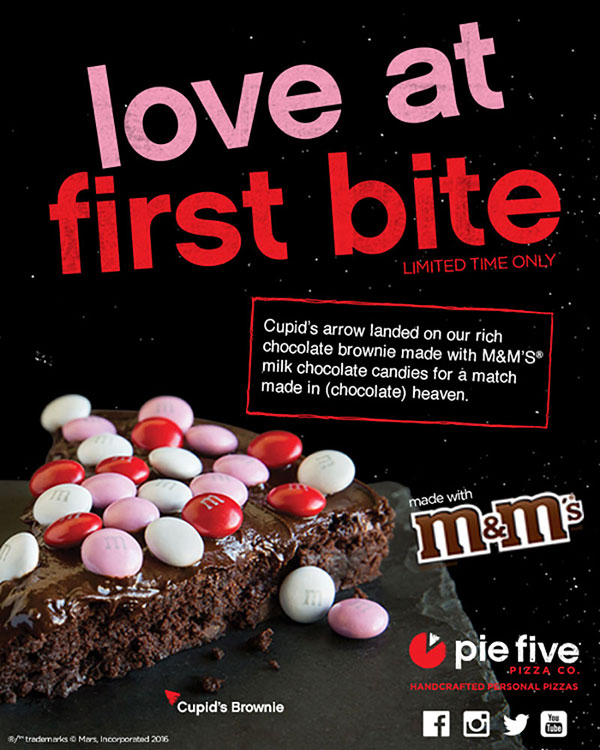 love at
first bite
LIMITED TIME ONLY
Cupid's arrow landed on our rich
chocolate brownie made with M&M'S®
milk chocolate candies for a match
made in (chocolate) heaven.
made with
m&m's
pie five
PIZZA CO.
HANDCRAFTED PERSONAL PIZZAS
Cupid's Brownie
You
Tube
®/™ trademarks © Mars, Incorporated 2016